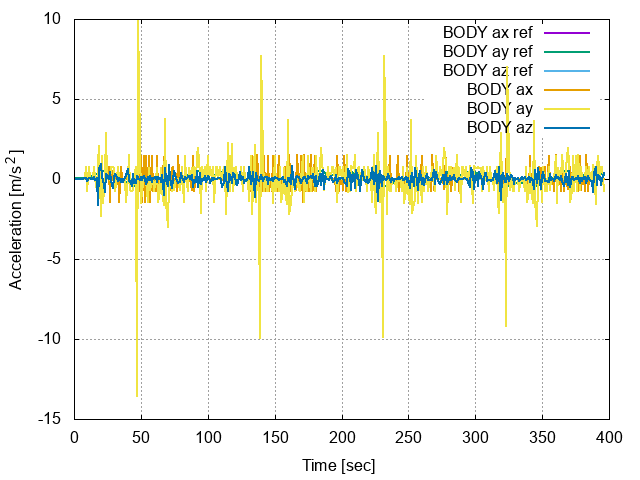 10
5
0
-5
-10
-15
0 50 100 150 200 250 300 350 400
Acceleration [m/s²]
Time [sec]
BODY ax ref
BODY ay ref
BODY az ref
BODY ax
BODY ay
BODY az